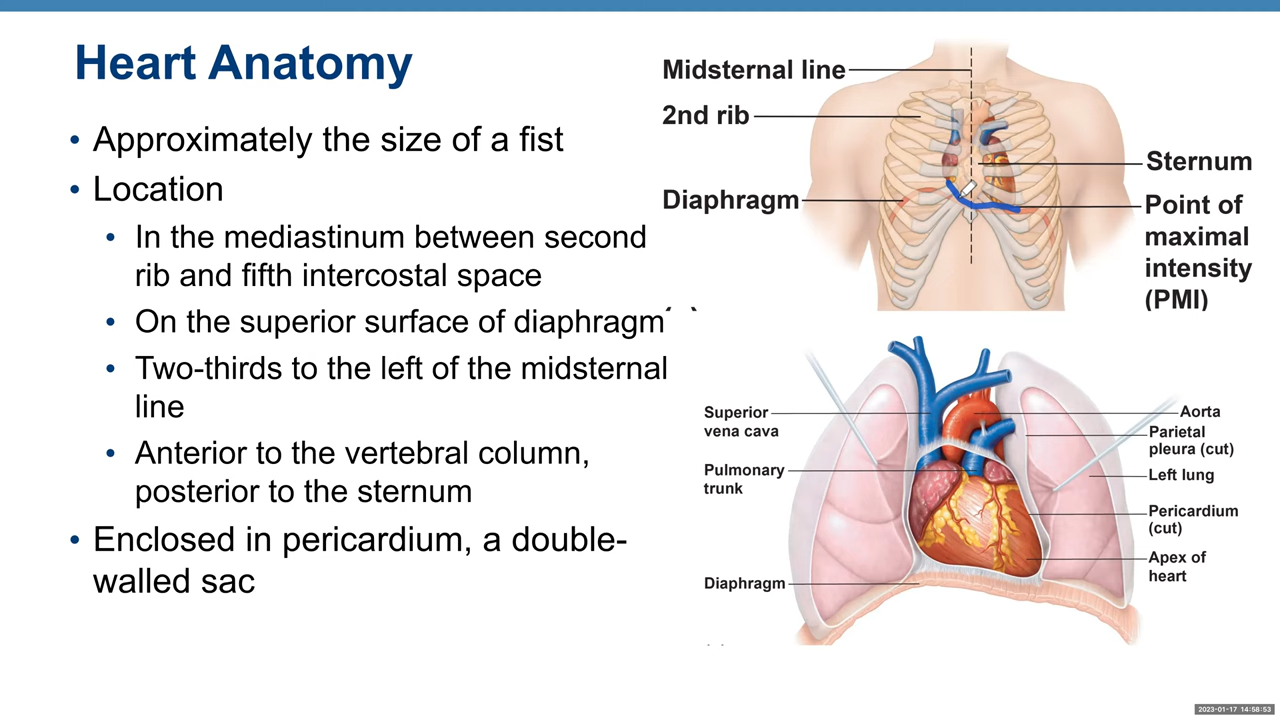 Heart Anatomy
• Approximately the size of a fist
• Location
• In the mediastinum between second
rib and fifth intercostal space
• On the superior surface of diaphragm
• Two-thirds to the left of the midsternal
line
• Anterior to the vertebral column,
posterior to the sternum
• Enclosed in pericardium, a double-
walled sac
Midsternal line
2nd rib
Diaphragm
Sternum
Point of
maximal
intensity
(PMI)
Superior
vena cava
Pulmonary
trunk
Diaphragm
Aorta
Parietal
pleura (cut)
Left lung
Pericardium
(cut)
Apex of
heart
2023-01-17 14:58:53